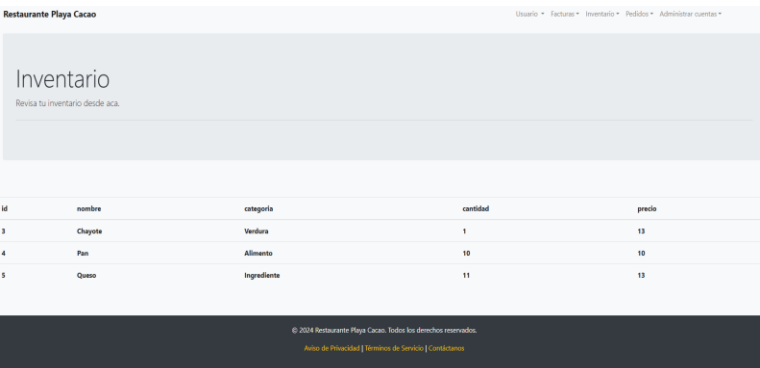 Restaurante Playa Cacao Usuario Facturas Inventario Pedidos Administrar cuentas
Inventario
Revisa tu inventario desde aca.
id nombre categoria cantidad precio
3 Chayote Verdura 1 13
4 Pan Alimento 10 10
5 Queso Ingrediente 11 13
© 2024 Restaurante Playa Cacao. Todos los derechos reservados.
Aviso de Privacidad | Términos de Servicio | Contáctanos